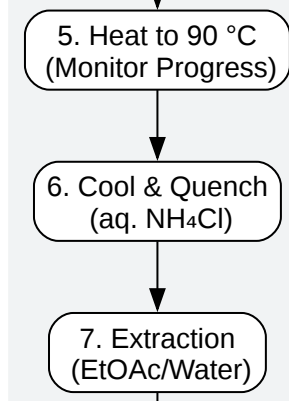 5. Heat to 90 °C
(Monitor Progress)
6. Cool & Quench
(aq. NH₄Cl)
7. Extraction
(EtOAc/Water)